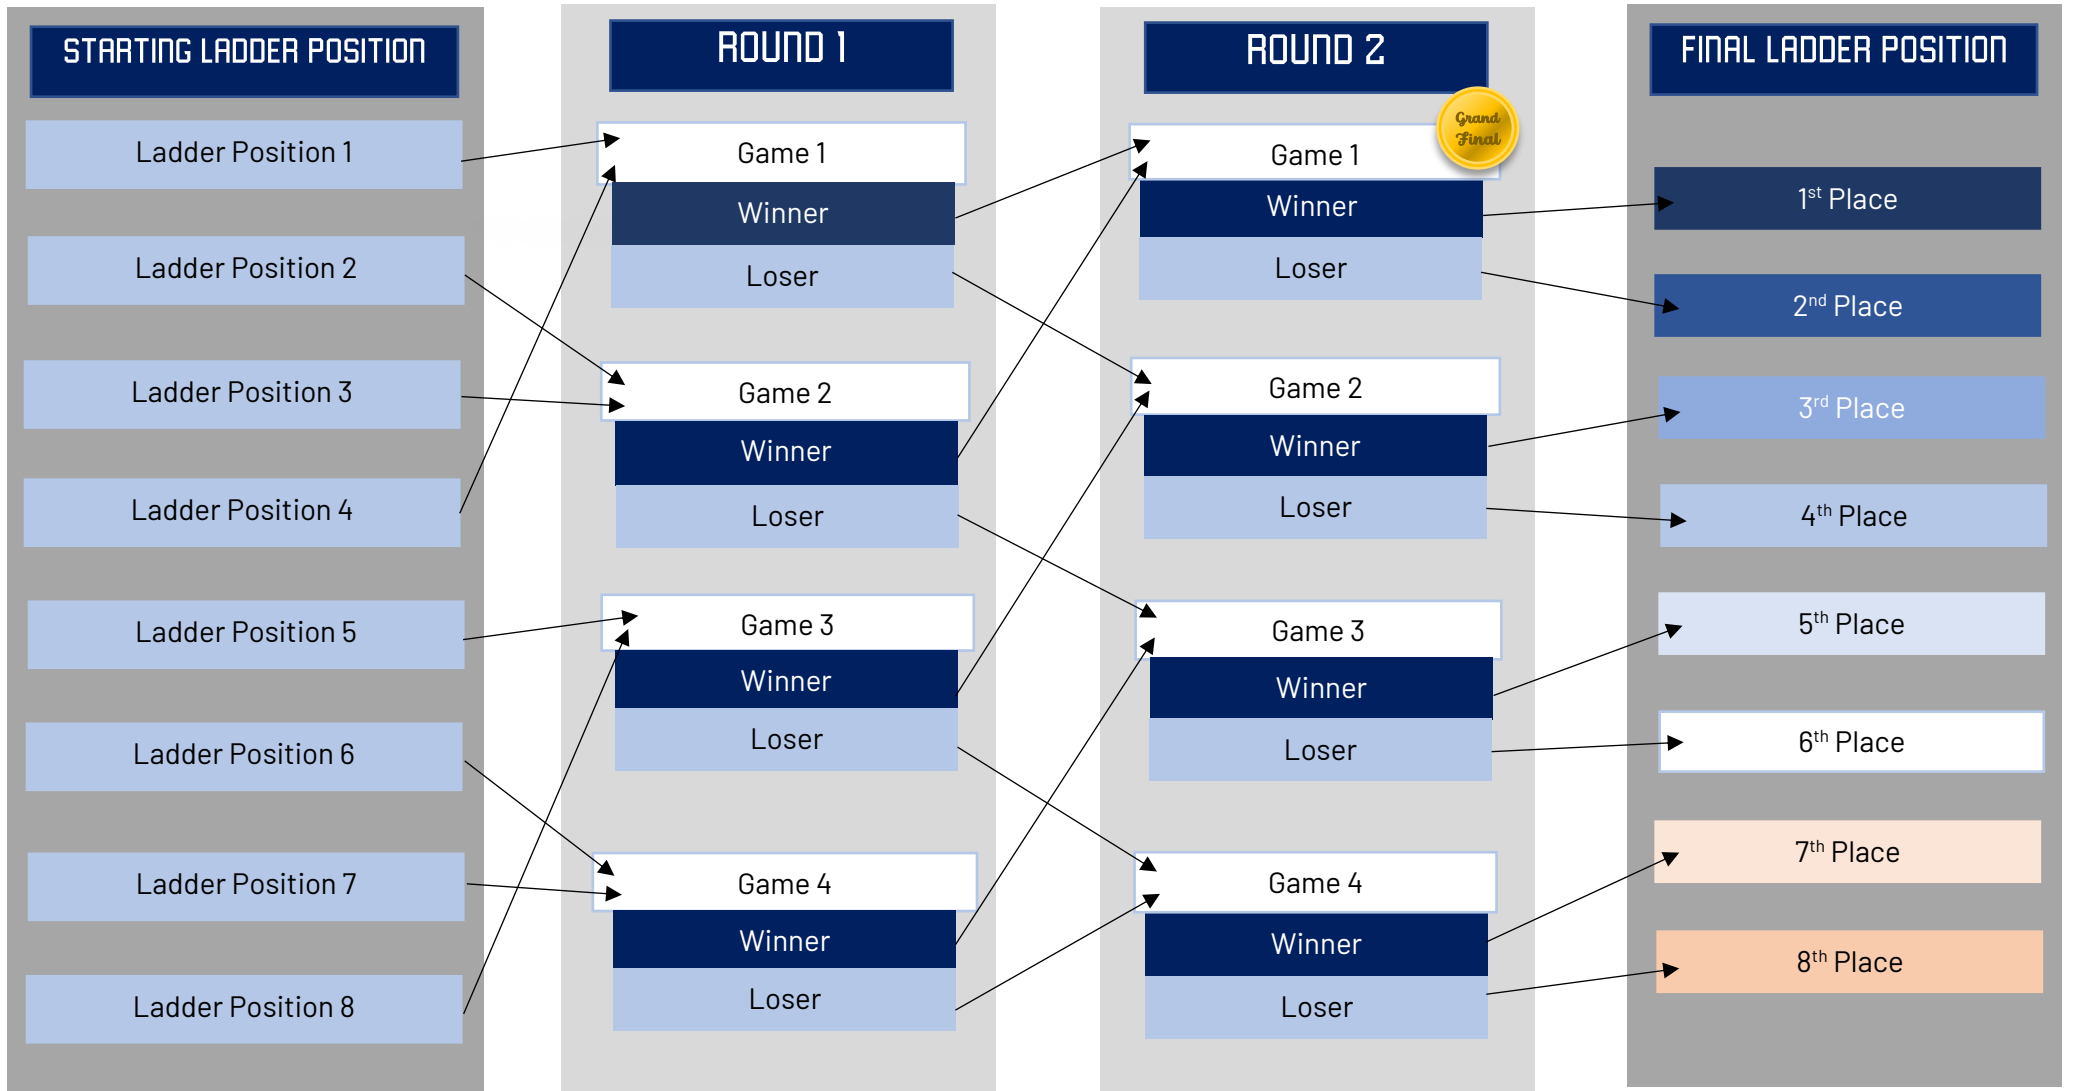 STARTING LADDER POSITION
Ladder Position 1
Ladder Position 2
Ladder Position 3
Ladder Position 4
Ladder Position 5
Ladder Position 6
Ladder Position 7
Ladder Position 8
ROUND 1
Game 1
Winner
Loser
Game 2
Winner
Loser
Game 3
Winner
Loser
Game 4
Winner
Loser
ROUND 2
Grand
Final
Game 1
Winner
Loser
Game 2
Winner
Loser
Game 3
Winner
Loser
Game 4
Winner
Loser
FINAL LADDER POSITION
1st Place
2nd Place
3rd Place
4th Place
5th Place
6th Place
7th Place
8th Place